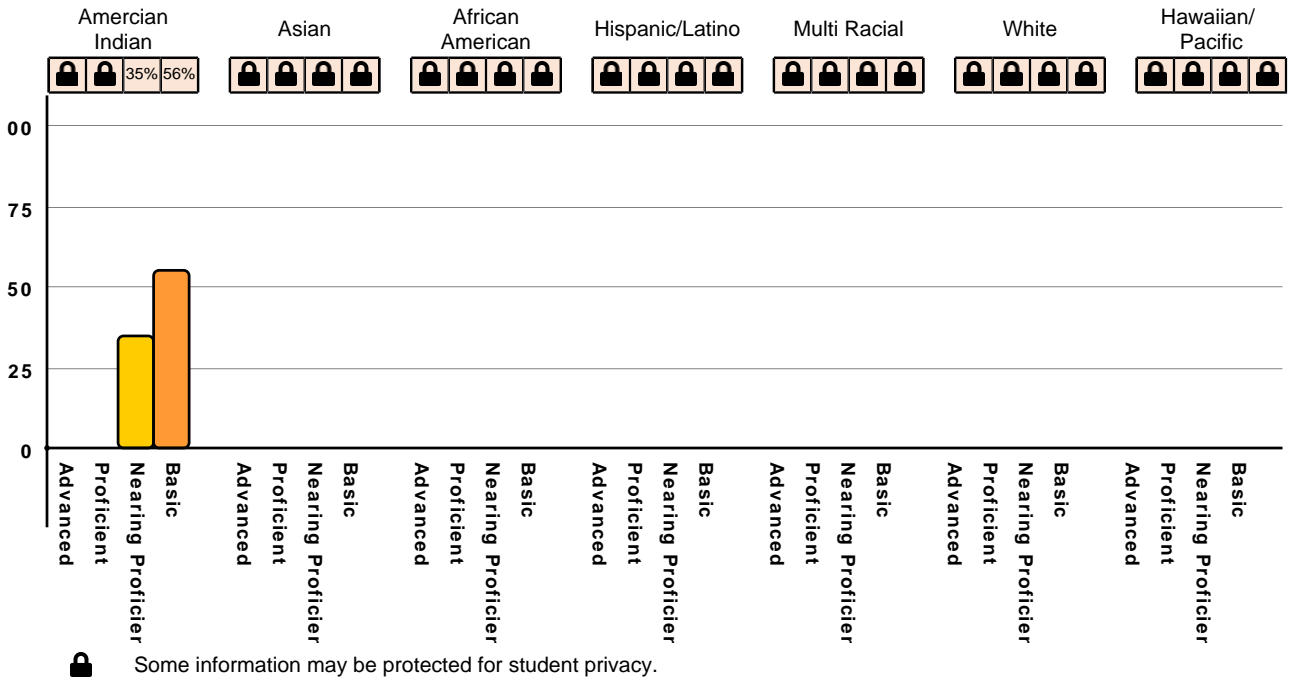 Amercian
Indian
Asian
African
American
Hispanic/Latino
Multi Racial
White
Hawaiian/
Pacific
35% 56%
00
75
50
25
0
Advanced
Proficient
Nearing Proficier
Basic
Advanced
Proficient
Nearing Proficier
Basic
Advanced
Proficient
Nearing Proficier
Basic
Advanced
Proficient
Nearing Proficier
Basic
Advanced
Proficient
Nearing Proficier
Basic
Advanced
Proficient
Nearing Proficier
Basic
Advanced
Proficient
Nearing Proficier
Basic
Some information may be protected for student privacy.